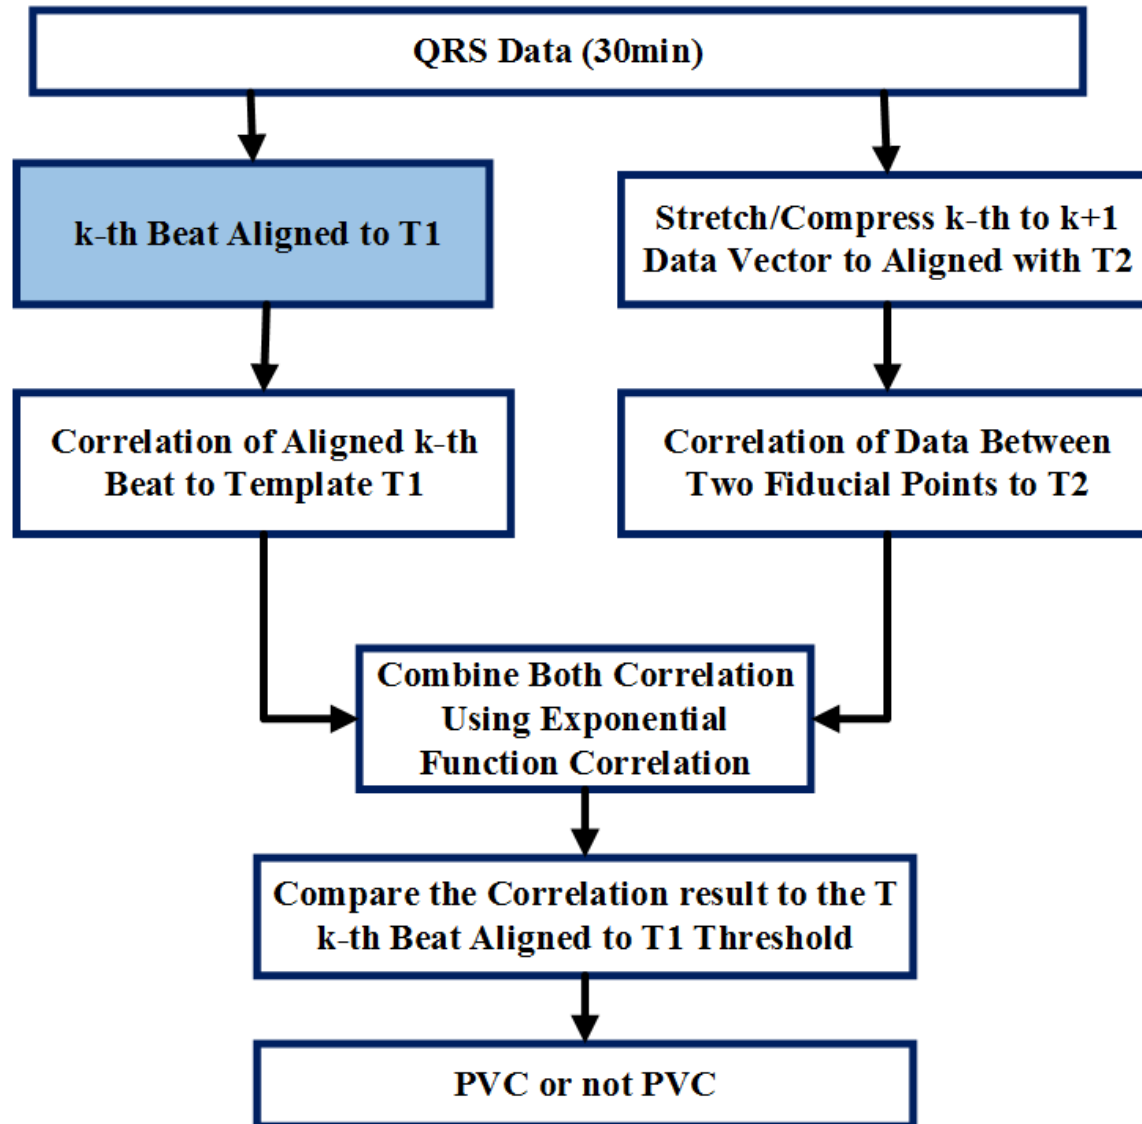 QRS Data (30min)
k-th Beat Aligned to T1
Stretch/Compress k-th to k+1
Data Vector to Aligned with T2
Correlation of Aligned k-th
Beat to Template T1
Correlation of Data Between
Two Fiducial Points to T2
Combine Both Correlation
Using Exponential
Function Correlation
Compare the Correlation result to the T
k-th Beat Aligned to T1 Threshold
PVC or not PVC